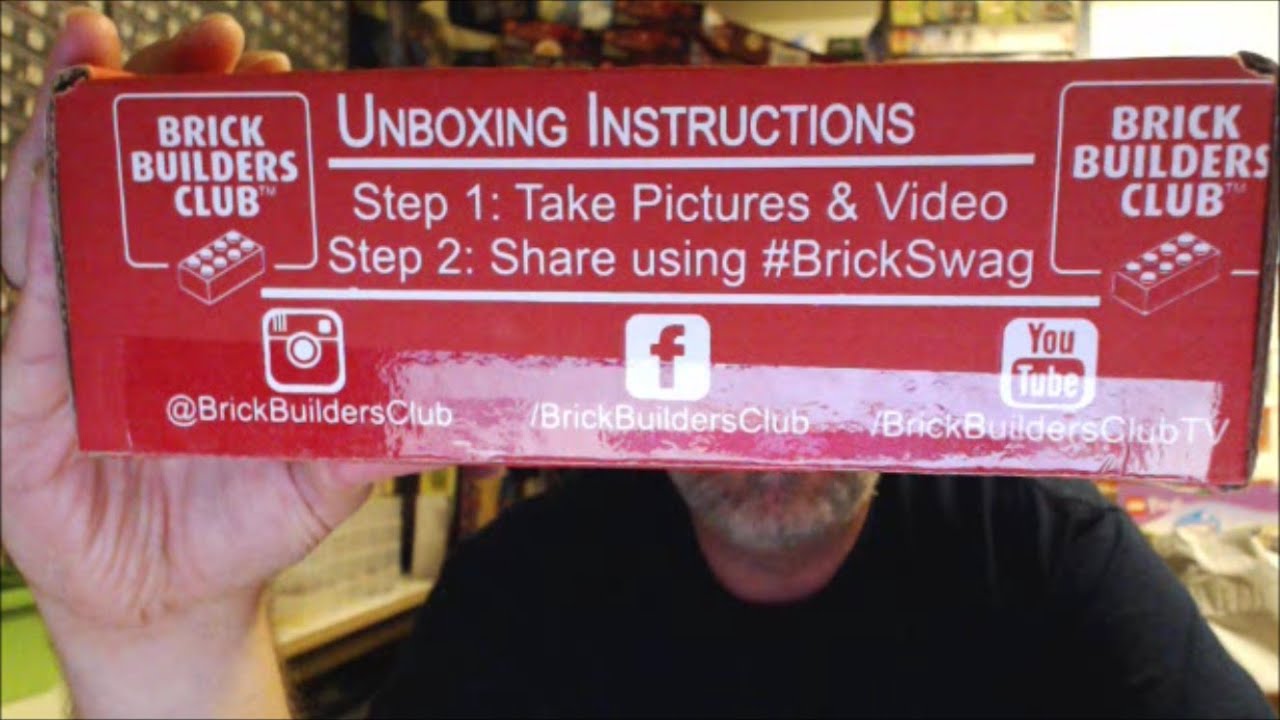 BRICK
BUILDERS
CLUB™
UNBOXING INSTRUCTIONS
Step 1: Take Pictures & Video
Step 2: Share using #BrickSwag
BRICK
BUILDERS
CLUB™
@BrickBuildersClub
/BrickBuildersClub
You
Tube
/BrickBuildersClubTV